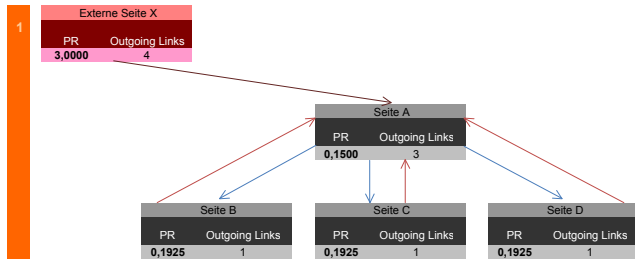 1
Externe Seite X
PR Outgoing Links
3,0000 4
Seite A
PR Outgoing Links
0,1500 3
Seite B Seite C Seite D
PR Outgoing Links PR Outgoing Links PR Outgoing Links
0,1925 1 0,1925 1 0,1925 1